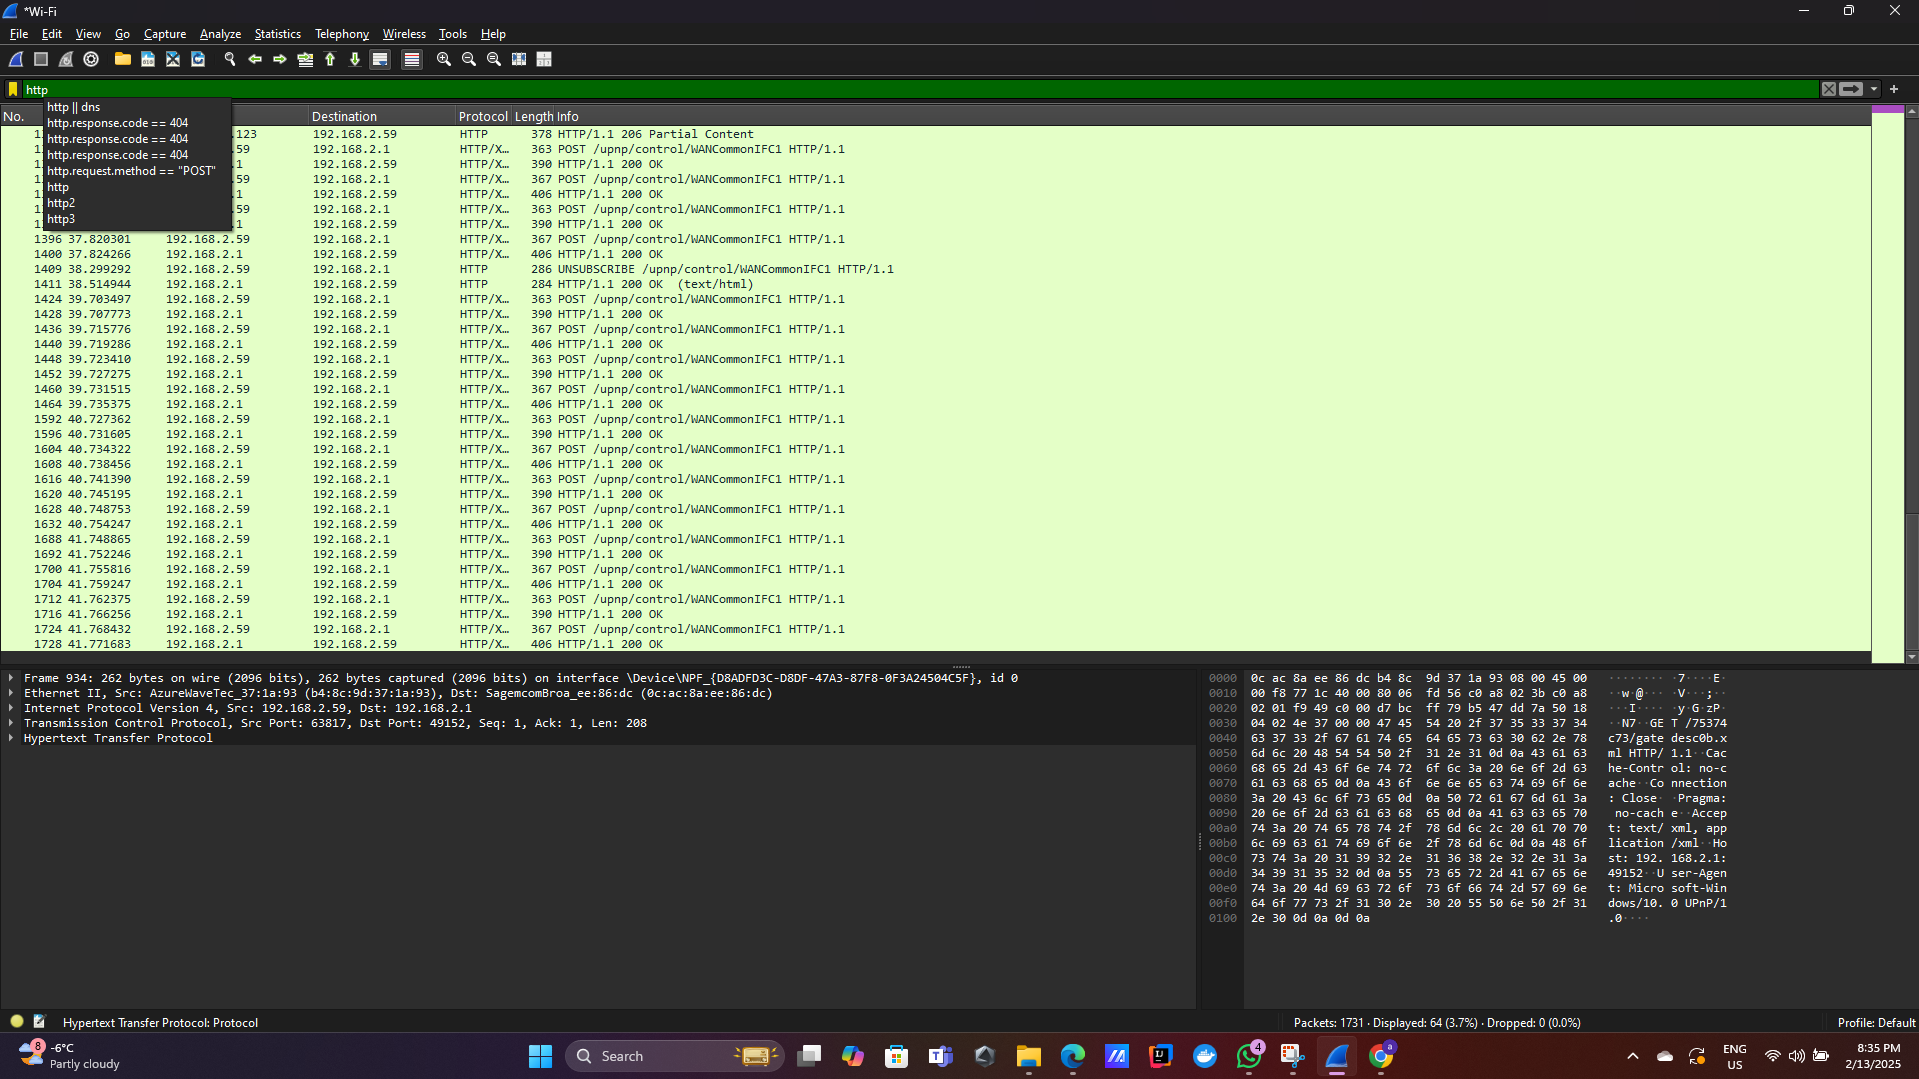 *Wi-Fi
File Edit View Go Capture Analyze Statistics Telephony Wireless Tools Help
http
http || dns
http.response.code == 404
http.response.code == 404
http.response.code == 404
http.request.method == "POST"
http
http2
http3
No. Destination Protocol Length Info
.123 192.168.2.59 HTTP 378 HTTP/1.1 206 Partial Content
.59 192.168.2.1 HTTP/X… 363 POST /upnp/control/WANCommonIFC1 HTTP/1.1
.1 192.168.2.59 HTTP/X… 390 HTTP/1.1 200 OK
.59 192.168.2.1 HTTP/X… 367 POST /upnp/control/WANCommonIFC1 HTTP/1.1
.1 192.168.2.59 HTTP/X… 406 HTTP/1.1 200 OK
.59 192.168.2.1 HTTP/X… 363 POST /upnp/control/WANCommonIFC1 HTTP/1.1
.1 192.168.2.59 HTTP/X… 390 HTTP/1.1 200 OK
1396 37.820301 192.168.2.59 192.168.2.1 HTTP/X… 367 POST /upnp/control/WANCommonIFC1 HTTP/1.1
1400 37.824266 192.168.2.1 192.168.2.59 HTTP/X… 406 HTTP/1.1 200 OK
1409 38.299292 192.168.2.59 192.168.2.1 HTTP 286 UNSUBSCRIBE /upnp/control/WANCommonIFC1 HTTP/1.1
1411 38.514944 192.168.2.1 192.168.2.59 HTTP 284 HTTP/1.1 200 OK (text/html)
1424 39.703497 192.168.2.59 192.168.2.1 HTTP/X… 363 POST /upnp/control/WANCommonIFC1 HTTP/1.1
1428 39.707773 192.168.2.1 192.168.2.59 HTTP/X… 390 HTTP/1.1 200 OK
1436 39.715776 192.168.2.59 192.168.2.1 HTTP/X… 367 POST /upnp/control/WANCommonIFC1 HTTP/1.1
1440 39.719286 192.168.2.1 192.168.2.59 HTTP/X… 406 HTTP/1.1 200 OK
1448 39.723410 192.168.2.59 192.168.2.1 HTTP/X… 363 POST /upnp/control/WANCommonIFC1 HTTP/1.1
1452 39.727275 192.168.2.1 192.168.2.59 HTTP/X… 390 HTTP/1.1 200 OK
1460 39.731515 192.168.2.59 192.168.2.1 HTTP/X… 367 POST /upnp/control/WANCommonIFC1 HTTP/1.1
1464 39.735375 192.168.2.1 192.168.2.59 HTTP/X… 406 HTTP/1.1 200 OK
1592 40.727362 192.168.2.59 192.168.2.1 HTTP/X… 363 POST /upnp/control/WANCommonIFC1 HTTP/1.1
1596 40.731605 192.168.2.1 192.168.2.59 HTTP/X… 390 HTTP/1.1 200 OK
1604 40.734322 192.168.2.59 192.168.2.1 HTTP/X… 367 POST /upnp/control/WANCommonIFC1 HTTP/1.1
1608 40.738456 192.168.2.1 192.168.2.59 HTTP/X… 406 HTTP/1.1 200 OK
1616 40.741390 192.168.2.59 192.168.2.1 HTTP/X… 363 POST /upnp/control/WANCommonIFC1 HTTP/1.1
1620 40.745195 192.168.2.1 192.168.2.59 HTTP/X… 390 HTTP/1.1 200 OK
1628 40.748753 192.168.2.59 192.168.2.1 HTTP/X… 367 POST /upnp/control/WANCommonIFC1 HTTP/1.1
1632 40.754247 192.168.2.1 192.168.2.59 HTTP/X… 406 HTTP/1.1 200 OK
1688 41.748865 192.168.2.59 192.168.2.1 HTTP/X… 363 POST /upnp/control/WANCommonIFC1 HTTP/1.1
1692 41.752246 192.168.2.1 192.168.2.59 HTTP/X… 390 HTTP/1.1 200 OK
1700 41.755816 192.168.2.59 192.168.2.1 HTTP/X… 367 POST /upnp/control/WANCommonIFC1 HTTP/1.1
1704 41.759247 192.168.2.1 192.168.2.59 HTTP/X… 406 HTTP/1.1 200 OK
1712 41.762375 192.168.2.59 192.168.2.1 HTTP/X… 363 POST /upnp/control/WANCommonIFC1 HTTP/1.1
1716 41.766256 192.168.2.1 192.168.2.59 HTTP/X… 390 HTTP/1.1 200 OK
1724 41.768432 192.168.2.59 192.168.2.1 HTTP/X… 367 POST /upnp/control/WANCommonIFC1 HTTP/1.1
1728 41.771683 192.168.2.1 192.168.2.59 HTTP/X… 406 HTTP/1.1 200 OK
Frame 934: 262 bytes on wire (2096 bits), 262 bytes captured (2096 bits) on interface \Device\NPF_{D8ADFD3C-D8DF-47A3-87F8-0F3A24504C5F}, id 0
Ethernet II, Src: AzureWaveTec_37:1a:93 (b4:8c:9d:37:1a:93), Dst: SagemcomBroa_ee:86:dc (0c:ac:8a:ee:86:dc)
Internet Protocol Version 4, Src: 192.168.2.59, Dst: 192.168.2.1
Transmission Control Protocol, Src Port: 63817, Dst Port: 49152, Seq: 1, Ack: 1, Len: 208
Hypertext Transfer Protocol
0000 0c ac 8a ee 86 dc b4 8c 9d 37 1a 93 08 00 45 00 ········ ·7····E·
0010 00 f8 77 1c 40 00 80 06 fd 56 c0 a8 02 3b c0 a8 ··w·@··· ·V···;··
0020 02 01 f9 49 c0 00 d7 bc ff 79 b5 47 dd 7a 50 18 ···I···· ·y·G·zP·
0030 04 02 4e 37 00 00 47 45 54 20 2f 37 35 33 37 34 ··N7··GE T /75374
0040 63 37 33 2f 67 61 74 65 64 65 73 63 30 62 2e 78 c73/gate desc0b.x
0050 6d 6c 20 48 54 54 50 2f 31 2e 31 0d 0a 43 61 63 ml HTTP/ 1.1··Cac
0060 68 65 2d 43 6f 6e 74 72 6f 6c 3a 20 6e 6f 2d 63 he-Contr ol: no-c
0070 61 63 68 65 0d 0a 43 6f 6e 6e 65 63 74 69 6f 6e ache··Co nnection
0080 3a 20 43 6c 6f 73 65 0d 0a 50 72 61 67 6d 61 3a : Close· ·Pragma:
0090 20 6e 6f 2d 63 61 63 68 65 0d 0a 41 63 63 65 70 no-cach e··Accep
00a0 74 3a 20 74 65 78 74 2f 78 6d 6c 2c 20 61 70 70 t: text/ xml, app
00b0 6c 69 63 61 74 69 6f 6e 2f 78 6d 6c 0d 0a 48 6f lication /xml··Ho
00c0 73 74 3a 20 31 39 32 2e 31 36 38 2e 32 2e 31 3a st: 192. 168.2.1:
00d0 34 39 31 35 32 0d 0a 55 73 65 72 2d 41 67 65 6e 49152··U ser-Agen
00e0 74 3a 20 4d 69 63 72 6f 73 6f 66 74 2d 57 69 6e t: Micro soft-Win
00f0 64 6f 77 73 2f 31 30 2e 30 20 55 50 6e 50 2f 31 dows/10. 0 UPnP/1
0100 2e 30 0d 0a 0d 0a .0····
Hypertext Transfer Protocol: Protocol Packets: 1731 · Displayed: 64 (3.7%) · Dropped: 0 (0.0%) Profile: Default
8
-6°C
Partly cloudy
Search
4
a
ENG
US
8:35 PM
2/13/2025